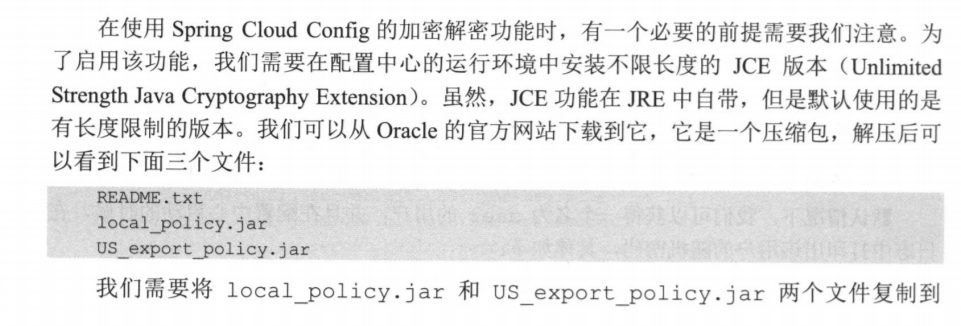 在使用 Spring Cloud Config 的加密解密功能时，有一个必要的前提需要我们注意。为
了启用该功能，我们需要在配置中心的运行环境中安装不限长度的 JCE 版本（Unlimited
Strength Java Cryptography Extension）。虽然，JCE 功能在 JRE 中自带，但是默认使用的是
有长度限制的版本。我们可以从 Oracle 的官方网站下载到它，它是一个压缩包，解压后可
以看到下面三个文件：
README.txt
local_policy.jar
US_export_policy.jar
我们需要将 local_policy.jar 和 US_export_policy.jar 两个文件复制到